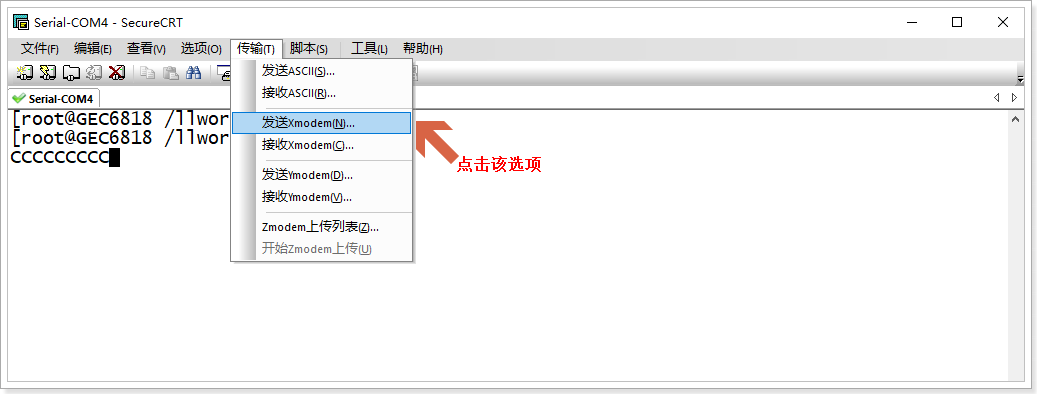 Serial-COM4 - SecureCRT
文件(F) 编辑(E) 查看(V) 选项(O) 传输(T) 脚本(S) 工具(L) 帮助(H)
发送ASCII(S)...
接收ASCII(R)...
Serial-COM4
[root@GEC6818 /llwor
发送Xmodem(N)...
[root@GEC6818 /llwor
接收Xmodem(C)...
CCCCCCCCC
点击该选项
发送Ymodem(D)...
接收Ymodem(V)...
Zmodem上传列表(Z)...
开始Zmodem上传(U)